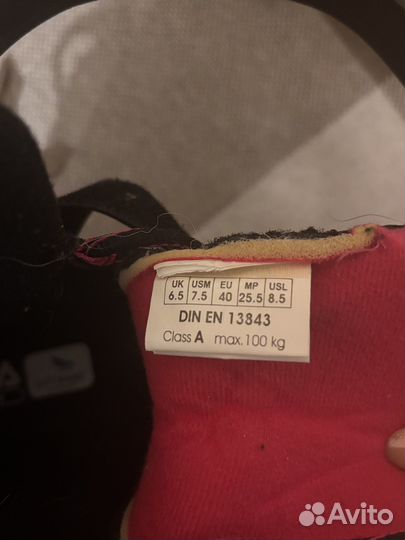 UK USM EU MP USL
6.5 7.5 40 25.5 8.5
DIN EN 13843
Class A max. 100 kg
Avito